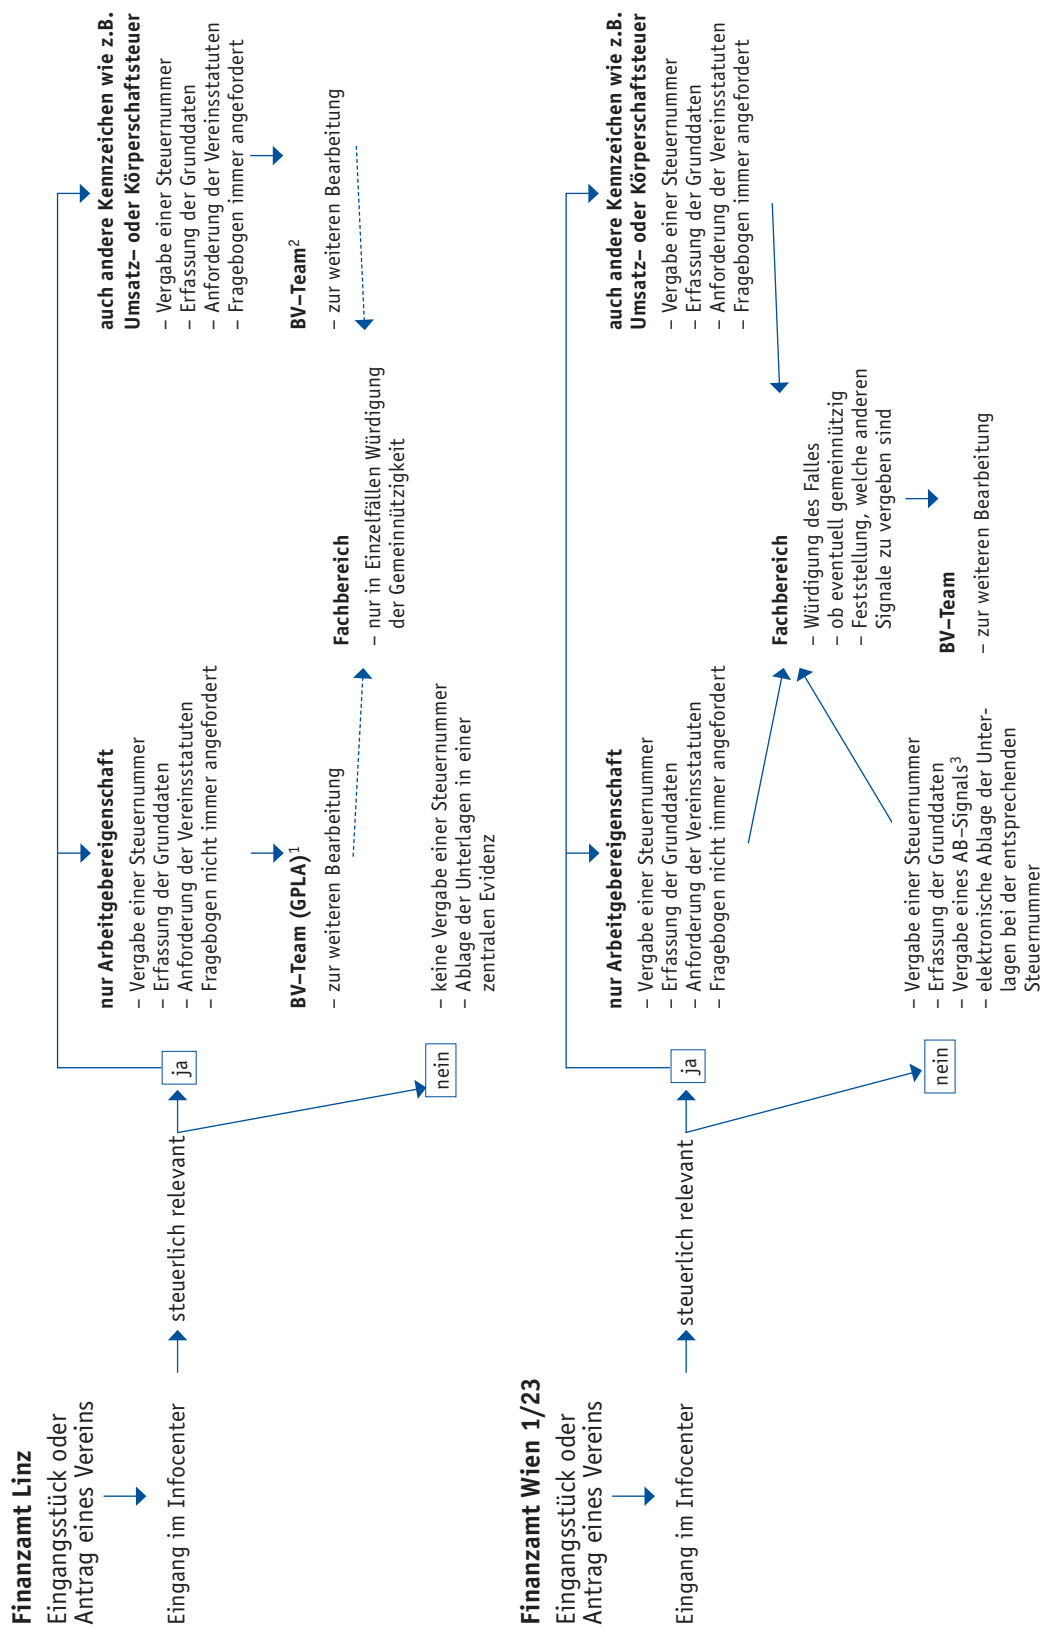 Finanzamt Linz
Eingangsstück oder
Antrag eines Vereins
Eingang im Infocenter
steuerlich relevant
ja
nein
nur Arbeitgebereigenschaft
– Vergabe einer Steuernummer
– Erfassung der Grunddaten
– Anforderung der Vereinsstatuten
– Fragebogen nicht immer angefordert
BV–Team (GPLA)1
– zur weiteren Bearbeitung
– keine Vergabe einer Steuernummer
– Ablage der Unterlagen in einer
zentralen Evidenz
Fachbereich
– nur in Einzelfällen Würdigung
der Gemeinnützigkeit
auch andere Kennzeichen wie z.B.
Umsatz– oder Körperschaftsteuer
– Vergabe einer Steuernummer
– Erfassung der Grunddaten
– Anforderung der Vereinsstatuten
– Fragebogen immer angefordert
BV–Team2
– zur weiteren Bearbeitung
Finanzamt Wien 1/23
Eingangsstück oder
Antrag eines Vereins
Eingang im Infocenter
steuerlich relevant
ja
nein
nur Arbeitgebereigenschaft
– Vergabe einer Steuernummer
– Erfassung der Grunddaten
– Anforderung der Vereinsstatuten
– Fragebogen nicht immer angefordert
– Vergabe einer Steuernummer
– Erfassung der Grunddaten
– Vergabe eines AB–Signals3
– elektronische Ablage der Unter-
lagen bei der entsprechenden
Steuernummer
Fachbereich
– Würdigung des Falles
– ob eventuell gemeinnützig
– Feststellung, welche anderen
Signale zu vergeben sind
BV–Team
– zur weiteren Bearbeitung
auch andere Kennzeichen wie z.B.
Umsatz– oder Körperschaftsteuer
– Vergabe einer Steuernummer
– Erfassung der Grunddaten
– Anforderung der Vereinsstatuten
– Fragebogen immer angefordert